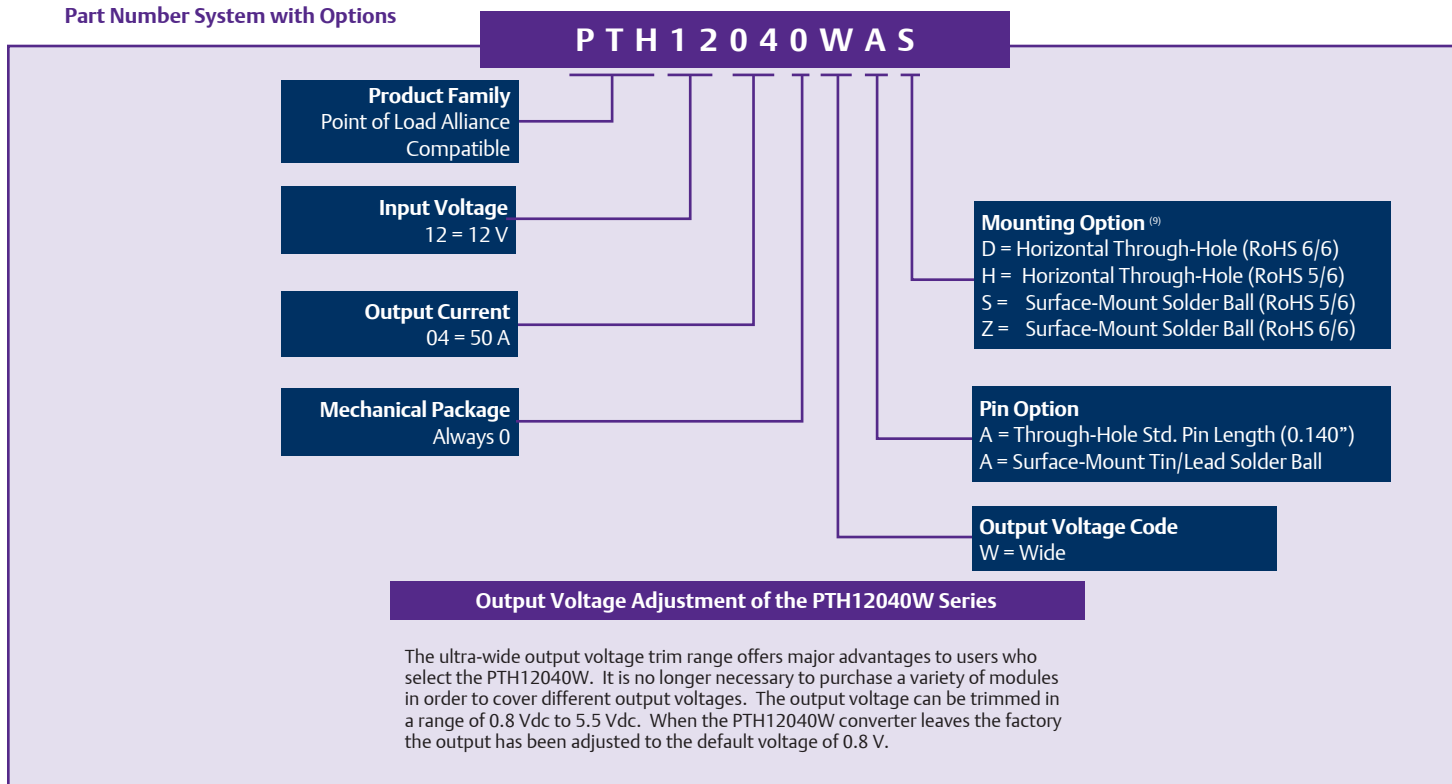 Part Number System with Options
PTH12040WAS
Product Family
Point of Load Alliance
Compatible
Input Voltage
12 = 12 V
Output Current
04 = 50 A
Mechanical Package
Always 0
Mounting Option (9)
D = Horizontal Through-Hole (RoHS 6/6)
H = Horizontal Through-Hole (RoHS 5/6)
S = Surface-Mount Solder Ball (RoHS 5/6)
Z = Surface-Mount Solder Ball (RoHS 6/6)
Pin Option
A = Through-Hole Std. Pin Length (0.140”)
A = Surface-Mount Tin/Lead Solder Ball
Output Voltage Code
W = Wide
Output Voltage Adjustment of the PTH12040W Series
The ultra-wide output voltage trim range offers major advantages to users who
select the PTH12040W. It is no longer necessary to purchase a variety of modules
in order to cover different output voltages. The output voltage can be trimmed in
a range of 0.8 Vdc to 5.5 Vdc. When the PTH12040W converter leaves the factory
the output has been adjusted to the default voltage of 0.8 V.